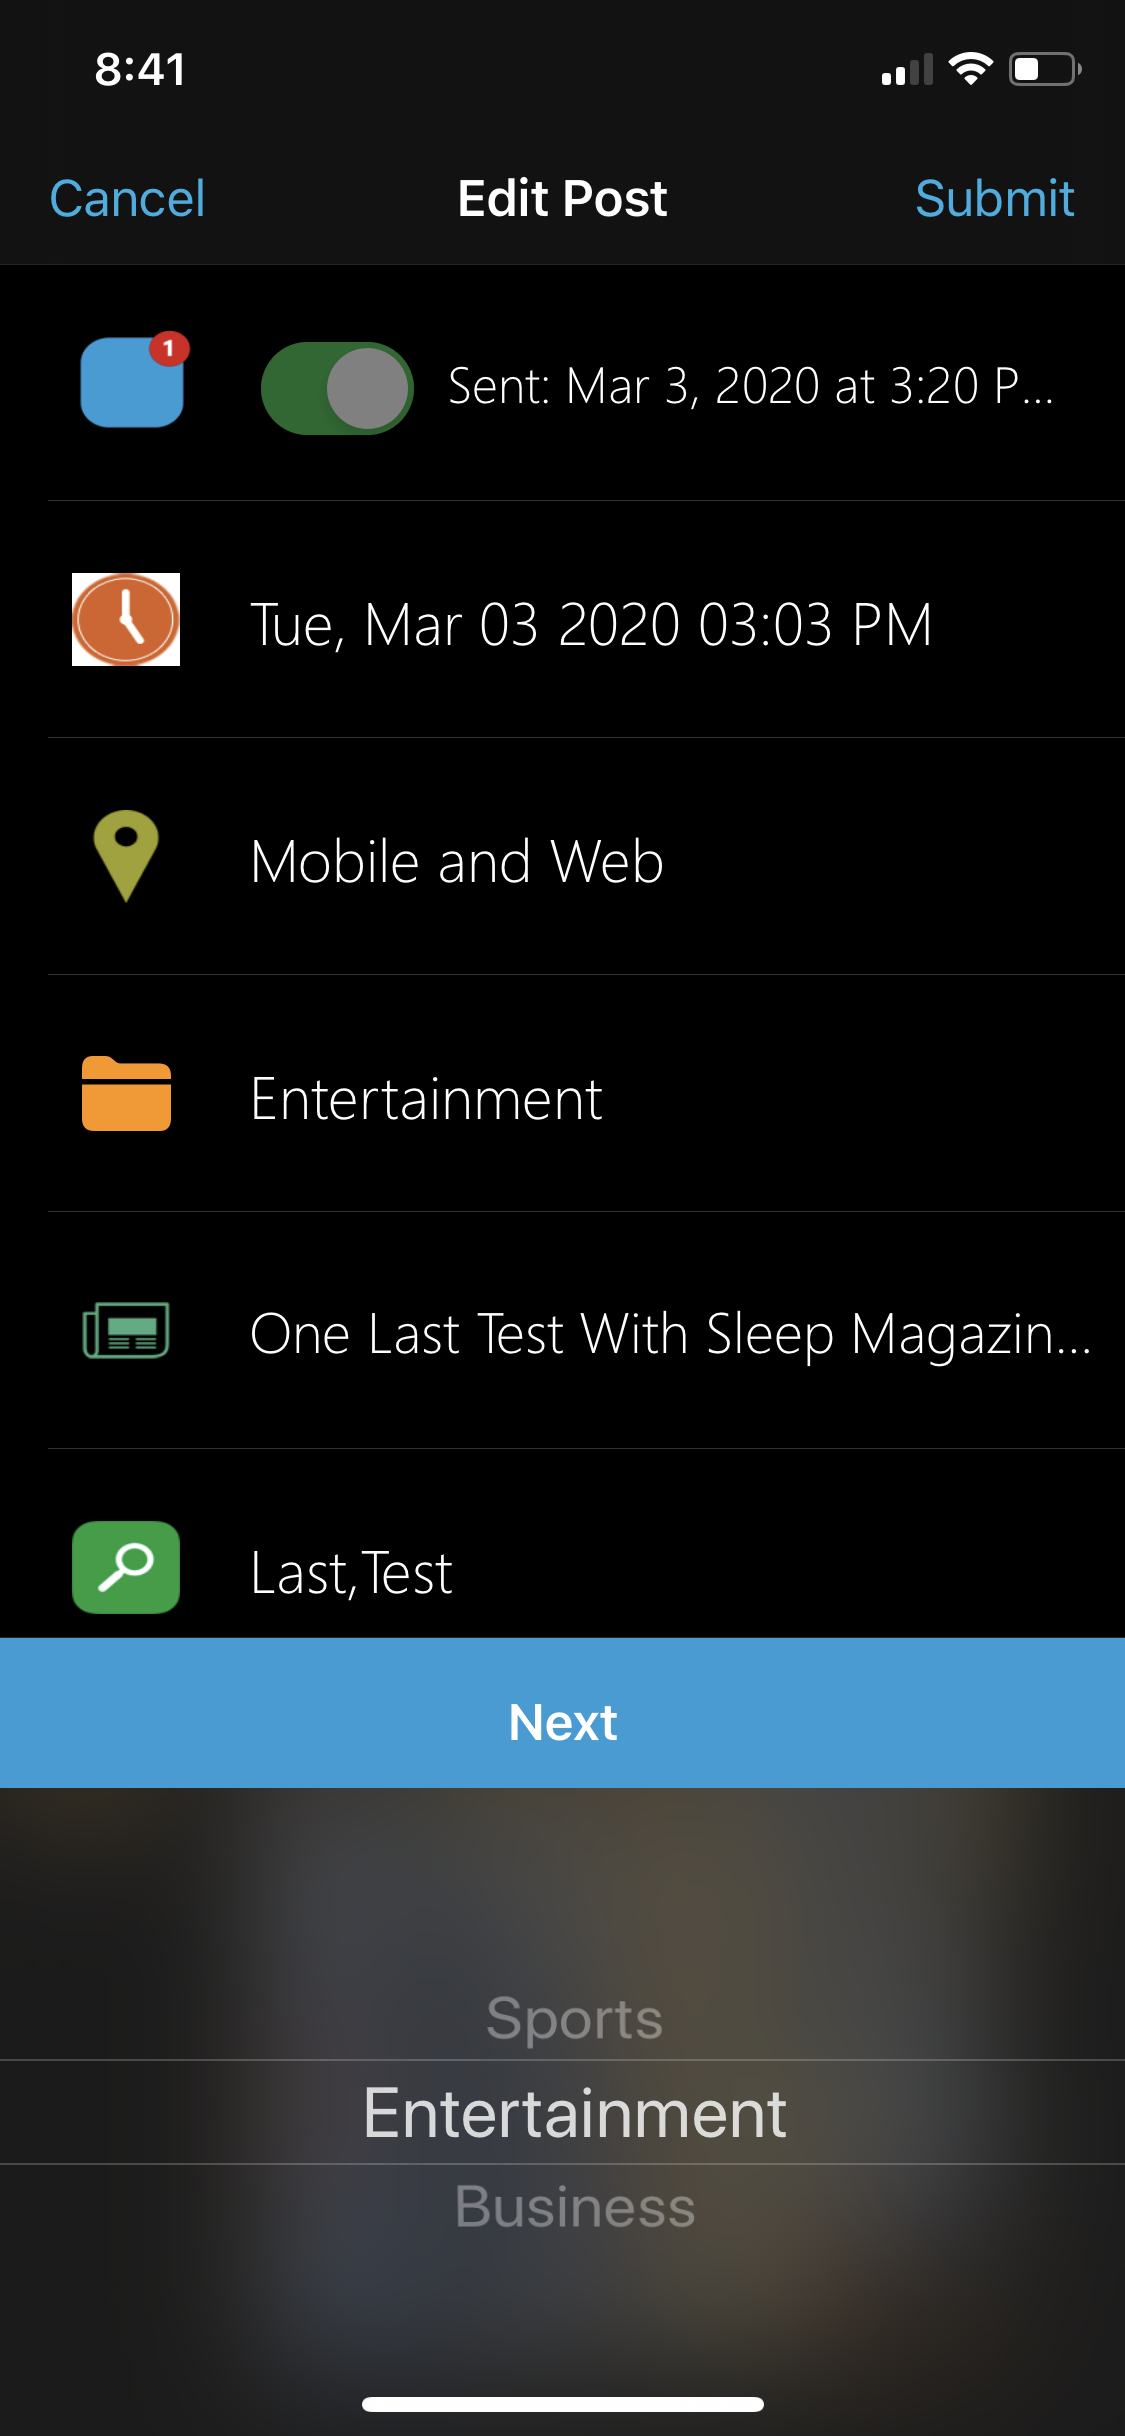 8:41
Cancel Edit Post Submit
1
Sent: Mar 3, 2020 at 3:20 P...
Tue, Mar 03 2020 03:03 PM
Mobile and Web
Entertainment
One Last Test With Sleep Magazin...
Last,Test
Next
Sports
Entertainment
Business